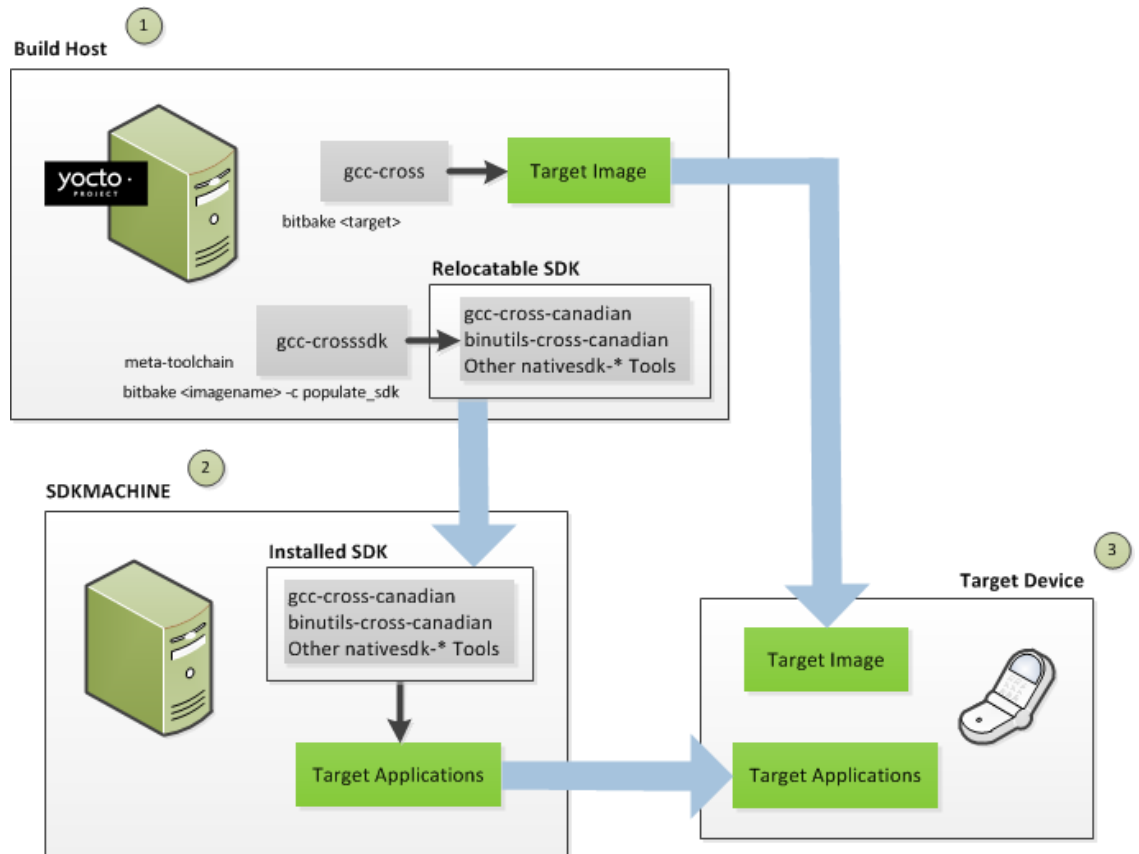 1
Build Host
yocto ·
PROJECT
gcc-cross
Target Image
bitbake <target>
Relocatable SDK
gcc-crosssdk
gcc-cross-canadian
binutils-cross-canadian
Other nativesdk-* Tools
meta-toolchain
bitbake <imagename> -c populate_sdk
2
SDKMACHINE
Installed SDK
gcc-cross-canadian
binutils-cross-canadian
Other nativesdk-* Tools
Target Applications
3
Target Device
Target Image
Target Applications